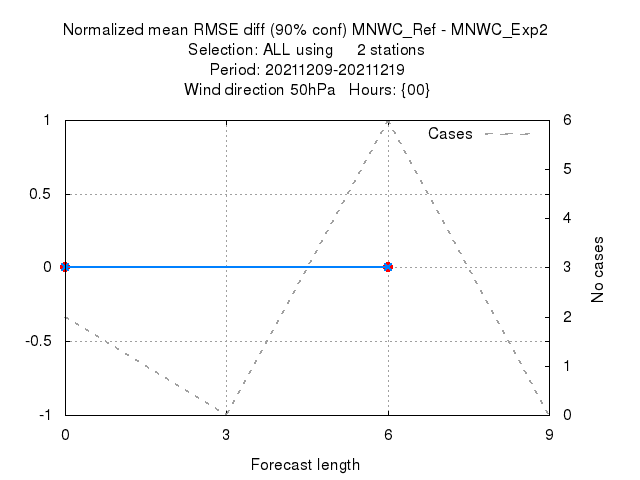 Normalized mean RMSE diff (90% conf) MNWC_Ref - MNWC_Exp2
Selection: ALL using     2 stations
Period: 20211209-20211219
Wind direction 50hPa   Hours: {00}
Cases
1
0.5
0
-0.5
-1
6
5
4
3
2
1
0
No cases
0
3
6
9
Forecast length